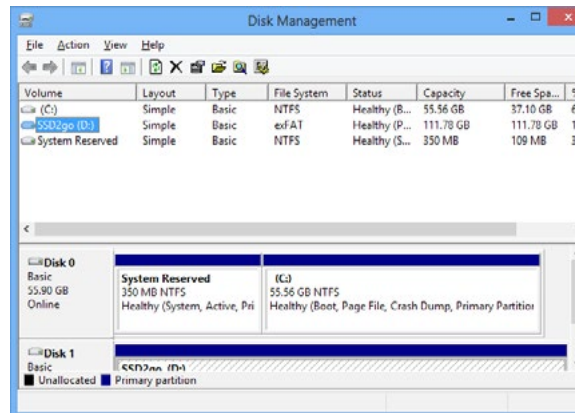 Disk Management
File Action View Help
Volume Layout Type File System Status Capacity Free Spa...
(C:) Simple Basic NTFS Healthy (B... 55.56 GB 37.10 GB
SSD2go (D:) Simple Basic exFAT Healthy (P... 111.78 GB 111.78 GB
System Reserved Simple Basic NTFS Healthy (S... 350 MB 109 MB
Disk 0
Basic
55.90 GB
Online
System Reserved
350 MB NTFS
Healthy (System, Active, Pri
(C:)
55.56 GB NTFS
Healthy (Boot, Page File, Crash Dump, Primary Partition
Disk 1
Basic
SSD2go (D:)
Unallocated Primary partition